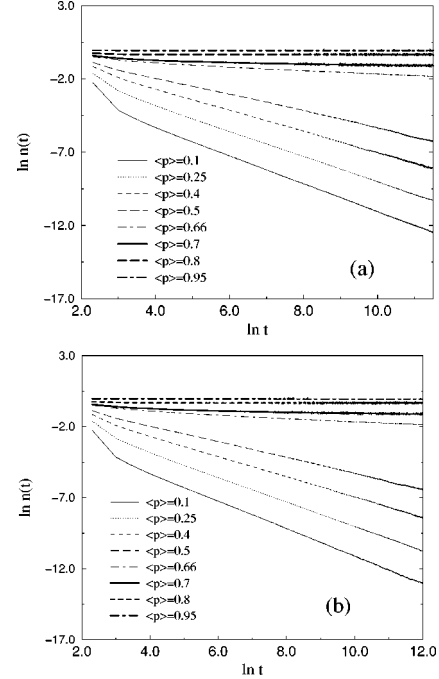 3.0
−2.0
−7.0
−12.0
−17.0
ln n(t)
<p>=0.1
<p>=0.25
<p>=0.4
<p>=0.5
<p>=0.66
<p>=0.7
<p>=0.8
<p>=0.95
(a)
2.0 4.0 6.0 8.0 10.0
ln t
3.0
−2.0
−7.0
−12.0
−17.0
ln n(t)
<p>=0.1
<p>=0.25
<p>=0.4
<p>=0.5
<p>=0.66
<p>=0.7
<p>=0.8
<p>=0.95
(b)
2.0 4.0 6.0 8.0 10.0 12.0
ln t